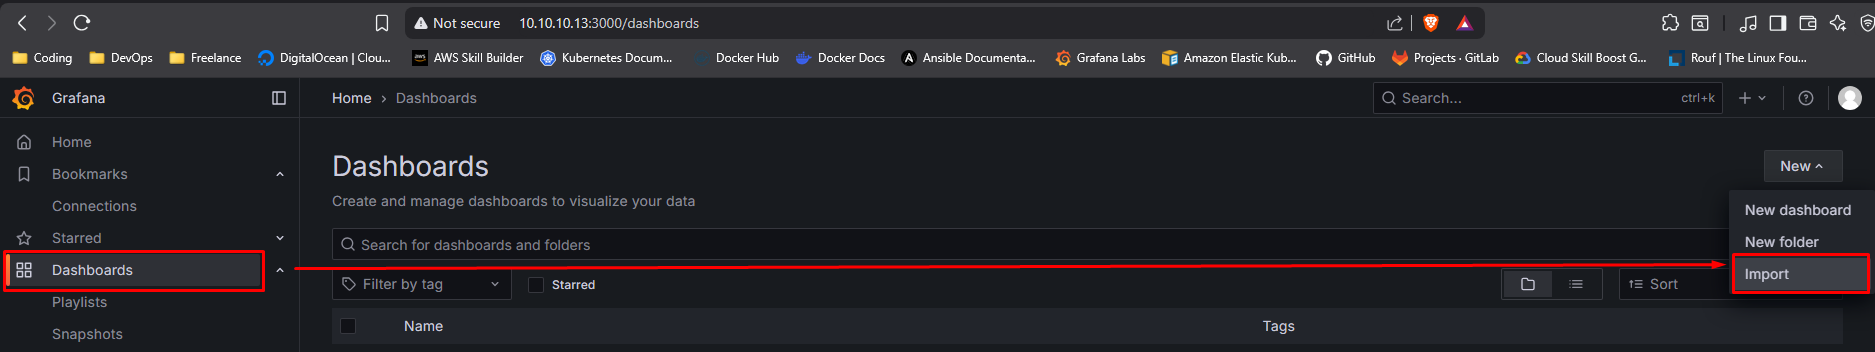 Not secure 10.10.10.13:3000/dashboards
Coding DevOps Freelance DigitalOcean | Clou... AWS Skill Builder Kubernetes Docum... Docker Hub Docker Docs Ansible Documenta... Grafana Labs Amazon Elastic Kub... GitHub Projects · GitLab Cloud Skill Boost G... Rouf | The Linux Fou...
Grafana Home › Dashboards Search... ctrl+k
Home
Bookmarks
Connections
Starred
Dashboards
Playlists
Snapshots
Dashboards New
Create and manage dashboards to visualize your data
New dashboard
New folder
Import
Search for dashboards and folders
Filter by tag Starred Sort
Name Tags